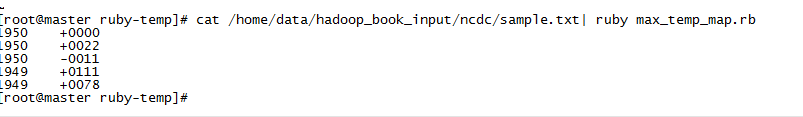 [root@master ruby-temp]# cat /home/data/hadoop_book_input/ncdc/sample.txt| ruby max_temp_map.rb
1950    +0000
1950    +0022
1950    -0011
1949    +0111
1949    +0078
[root@master ruby-temp]#